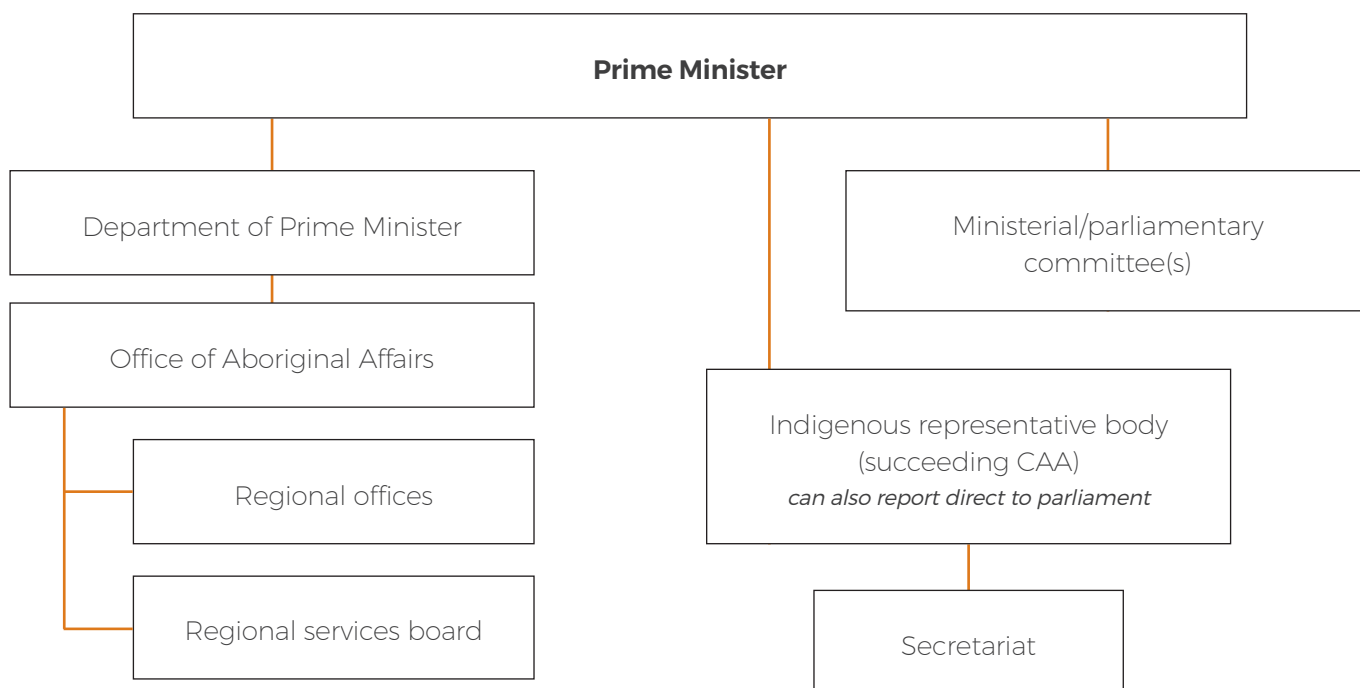 Prime Minister
Department of Prime Minister
Ministerial/parliamentary
committee(s)
Office of Aboriginal Affairs
Indigenous representative body
(succeeding CAA)
can also report direct to parliament
Regional offices
Regional services board
Secretariat